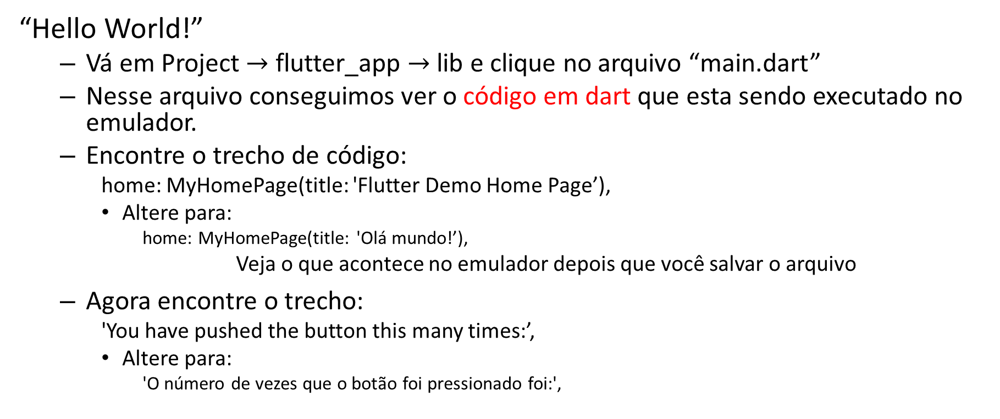 “Hello World!”
– Vá em Project → flutter_app → lib e clique no arquivo “main.dart”
– Nesse arquivo conseguimos ver o código em dart que esta sendo executado no
emulador.
– Encontre o trecho de código:
home: MyHomePage(title: 'Flutter Demo Home Page’),
• Altere para:
home: MyHomePage(title: 'Olá mundo!’),
Veja o que acontece no emulador depois que você salvar o arquivo
– Agora encontre o trecho:
'You have pushed the button this many times:’,
• Altere para:
'O número de vezes que o botão foi pressionado foi:',